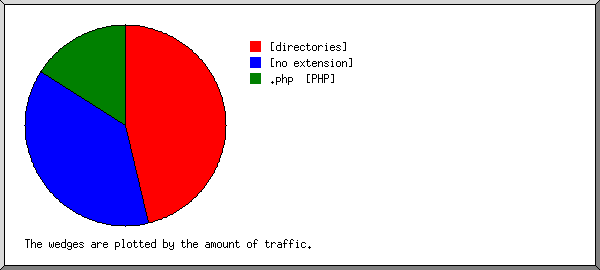 [directories]
[no extension]
.php  [PHP]
The wedges are plotted by the amount of traffic.